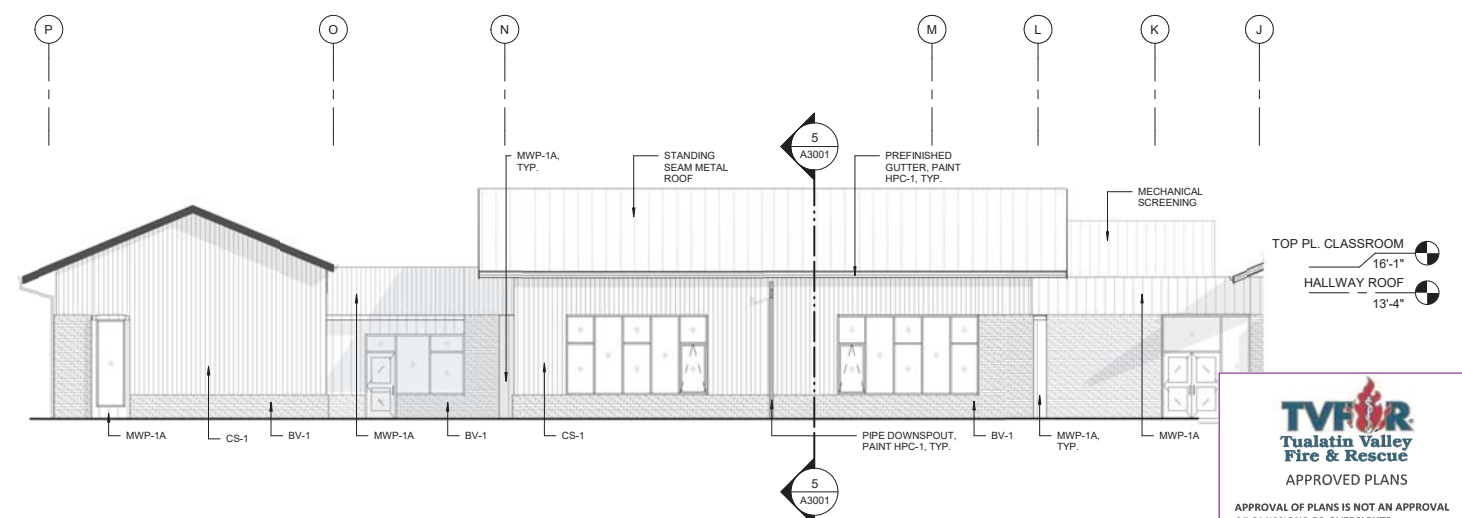 P
O
N
M
L
K
J
5
A3001
MWP-1A,
TYP.
STANDING
SEAM METAL
ROOF
PREFINISHED
GUTTER, PAINT
HPC-1, TYP.
MECHANICAL
SCREENING
TOP PL. CLASSROOM
16'-1"
HALLWAY ROOF
13'-4"
MWP-1A
CS-1
BV-1
MWP-1A
BV-1
CS-1
PIPE DOWNSPOUT,
PAINT HPC-1, TYP.
BV-1
MWP-1A,
TYP.
MWP-1A
5
A3001
TVF&R
Tualatin Valley
Fire & Rescue
APPROVED PLANS
APPROVAL OF PLANS IS NOT AN APPROVAL